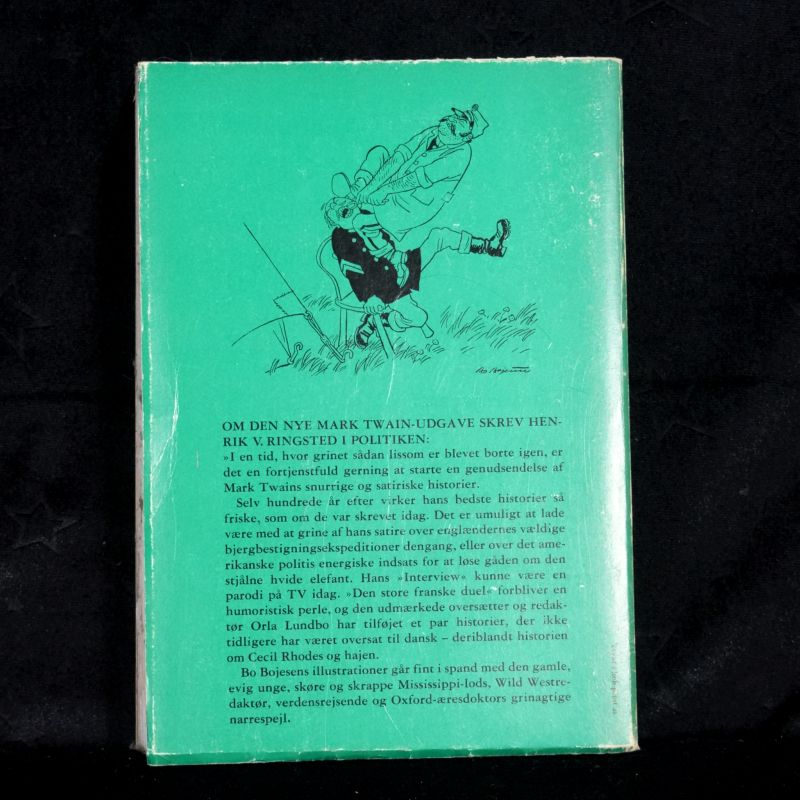 Bo Bojesen
OM DEN NYE MARK TWAIN-UDGAVE SKREV HEN-
RIK V. RINGSTED I POLITIKEN:
»I en tid, hvor grinet sådan lissom er blevet borte igen, er
det en fortjenstfuld gerning at starte en genudsendelse af
Mark Twains snurrige og satiriske historier.
Selv hundrede år efter virker hans bedste historier så
friske, som om de var skrevet idag. Det er umuligt at lade
være med at grine af hans satire over englændernes vældige
bjergbestigningsekspeditioner dengang, eller over det ame-
rikanske politis energiske indsats for at løse gåden om den
stjålne hvide elefant. Hans »Interview« kunne være en
parodi på TV idag. »Den store franske duel« forbliver en
humoristisk perle, og den udmærkede oversætter og redak-
tør Orla Lundbo har tilføjet et par historier, der ikke
tidligere har været oversat til dansk – deriblandt historien
om Cecil Rhodes og hajen.
Bo Bojesens illustrationer går fint i spand med den gamle,
evig unge, skøre og skrappe Mississippi-lods, Wild Westre-
daktør, verdensrejsende og Oxford-æresdoktors grinagtige
narrespejl.